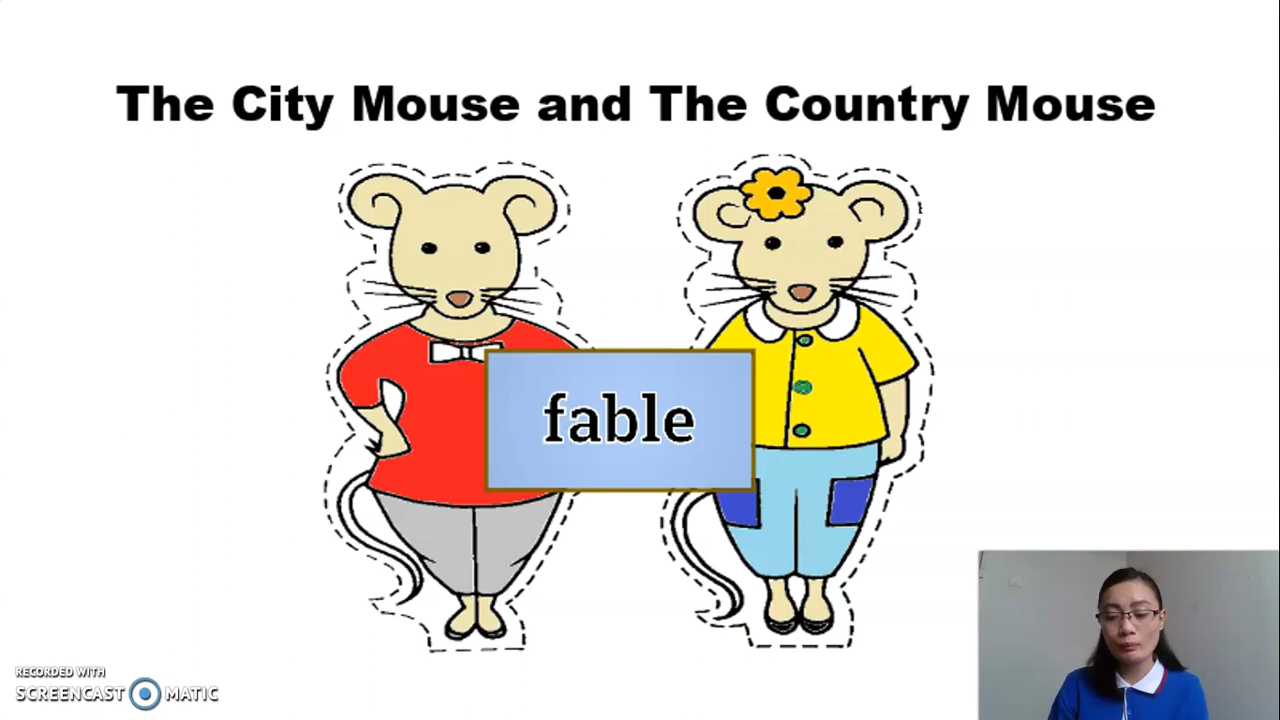 The City Mouse and The Country Mouse
fable
RECORDED WITH
SCREENCAST MATIC